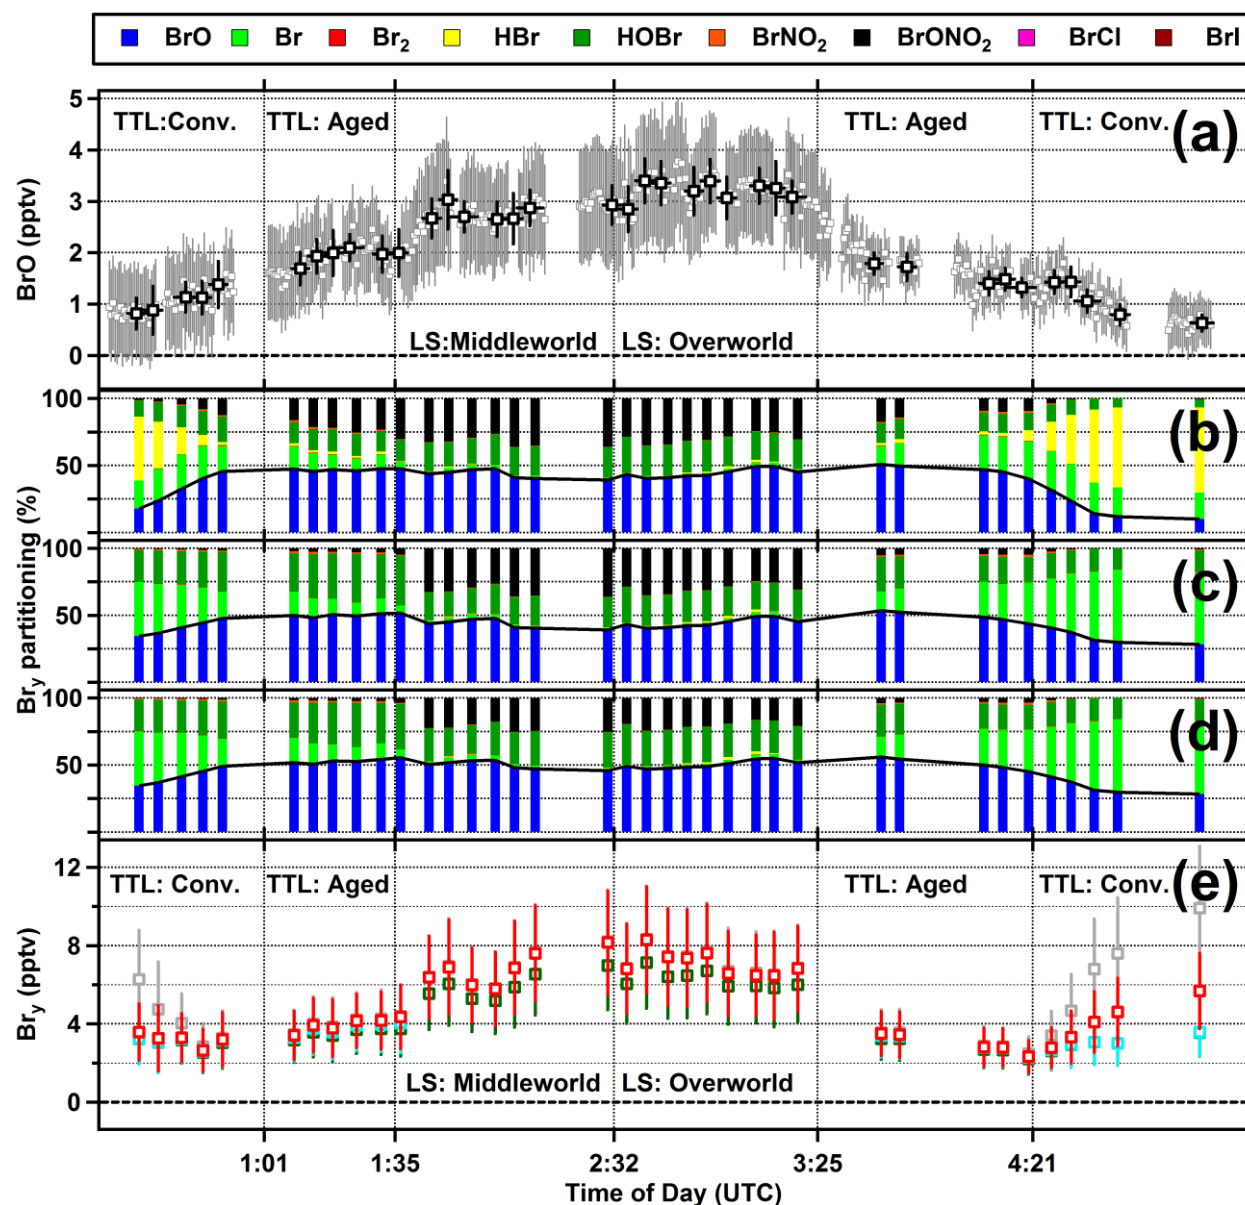 BrO Br Br2 HBr HOBr BrNO2 BrONO2 BrCl BrI
TTL:Conv. TTL: Aged TTL: Aged TTL: Conv. (a)
5
4
3
2
1
0
BrO (pptv)
LS:Middleworld LS: Overworld
100
50
(b)
100
50
(c)
100
50
(d)
Bry partitioning (%)
12
8
4
0
Bry (pptv)
TTL: Conv. TTL: Aged TTL: Aged TTL: Conv. (e)
LS: Middleworld LS: Overworld
1:01 1:35 2:32 3:25 4:21
Time of Day (UTC)